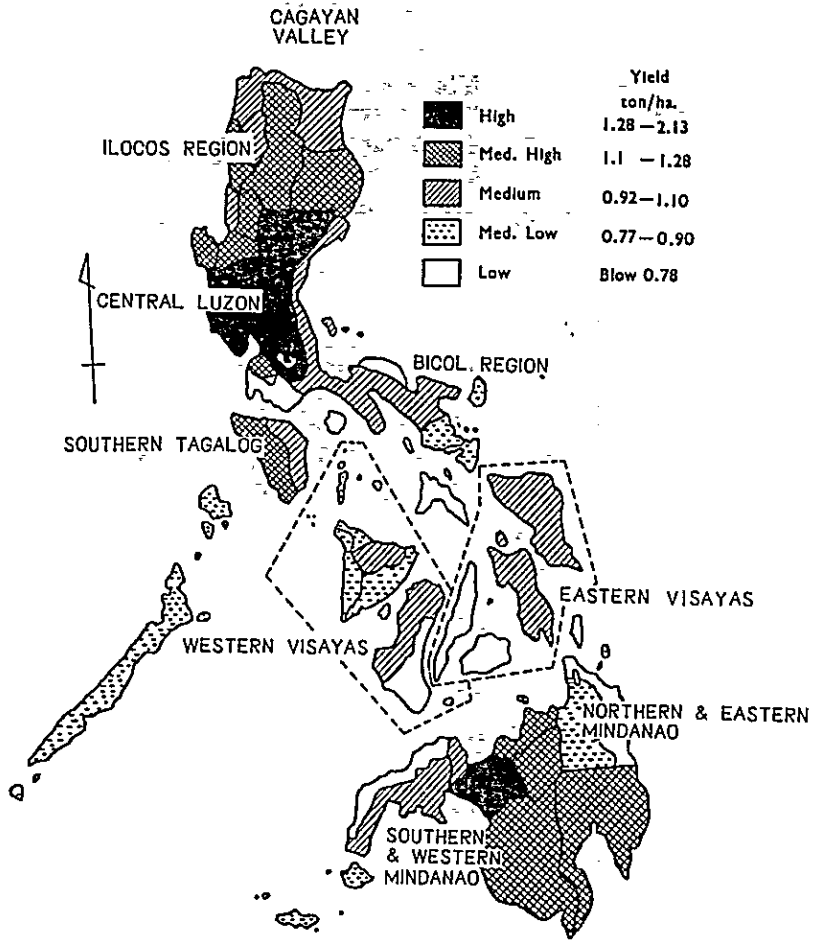 CAGAYAN
VALLEY
Yield
ton/ha.
High 1.28—2.13
Med. High 1.1 —1.28
Medium 0.92—1.10
Med. Low 0.77—0.90
Low Blow 0.78
ILOCOS REGION
CENTRAL LUZON
BICOL REGION
SOUTHERN TAGALOG
EASTERN VISAYAS
WESTERN VISAYAS
NORTHERN & EASTERN
MINDANAO
SOUTHERN
& WESTERN
MINDANAO